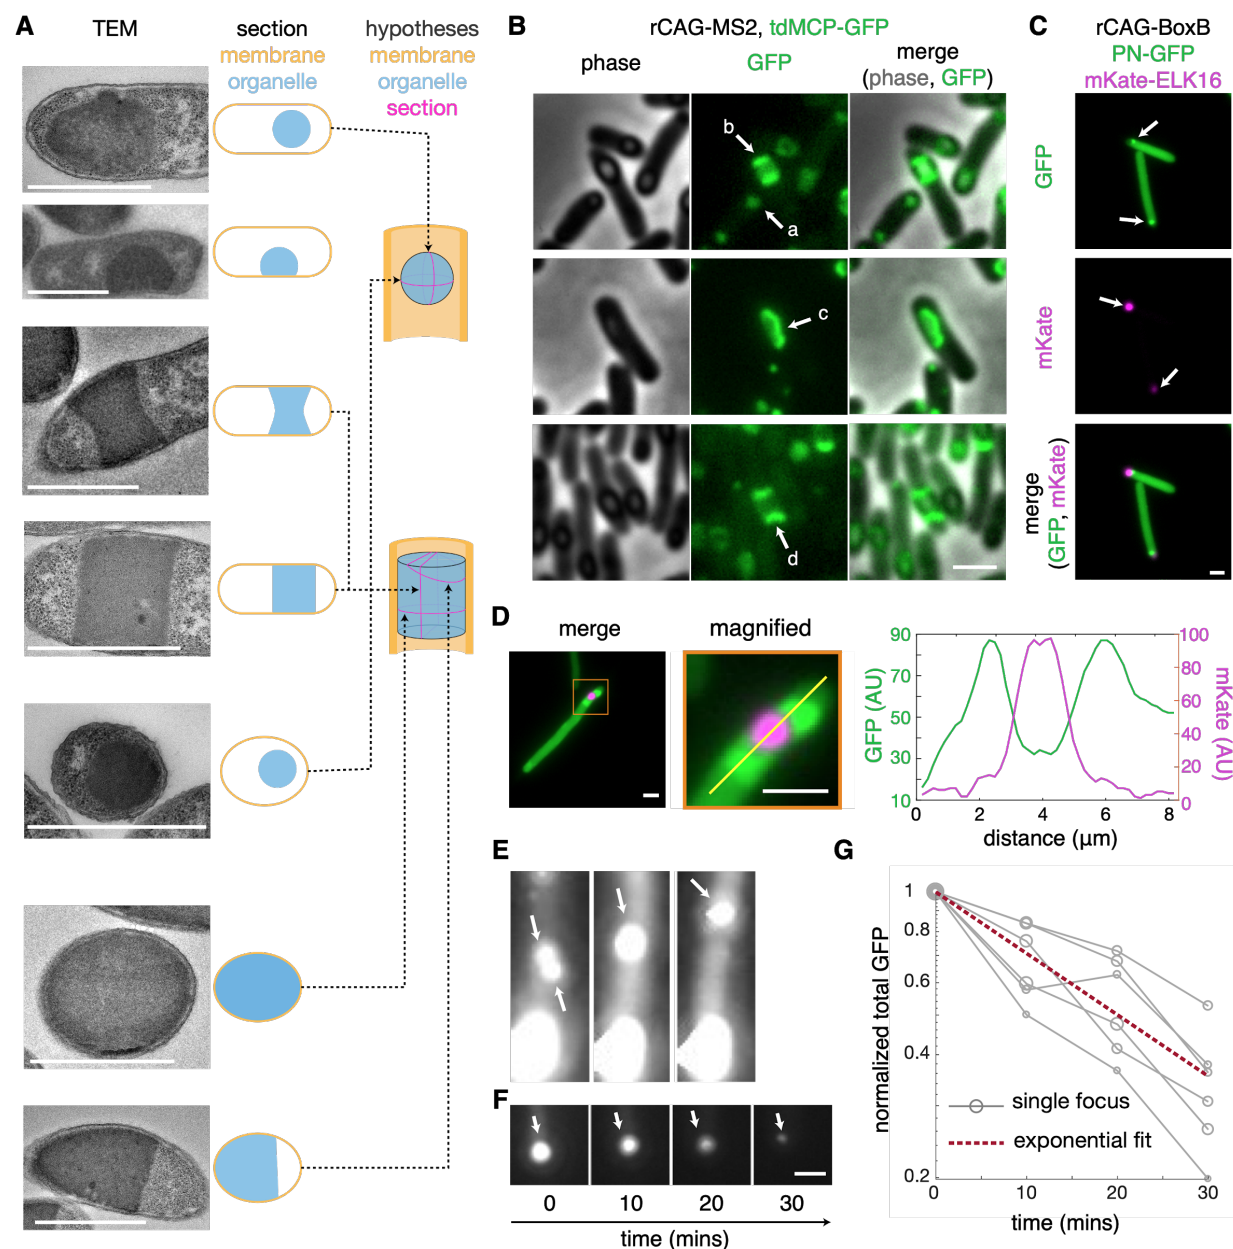 A
TEM
section
membrane
organelle
hypotheses
membrane
organelle
section
B
rCAG-MS2, tdMCP-GFP
phase
GFP
merge
(phase, GFP)
b
a
c
d
C
rCAG-BoxB
PN-GFP
mKate-ELK16
GFP
mKate
merge
(GFP, mKate)
D
merge
magnified
GFP (AU)
90
70
50
30
10
0
2
4
6
8
distance (µm)
100
80
60
40
20
0
mKate (AU)
E
F
0
10
20
30
time (mins)
G
normalized total GFP
1
0.8
0.6
0.4
0.2
single focus
exponential fit
0
10
20
30
time (mins)